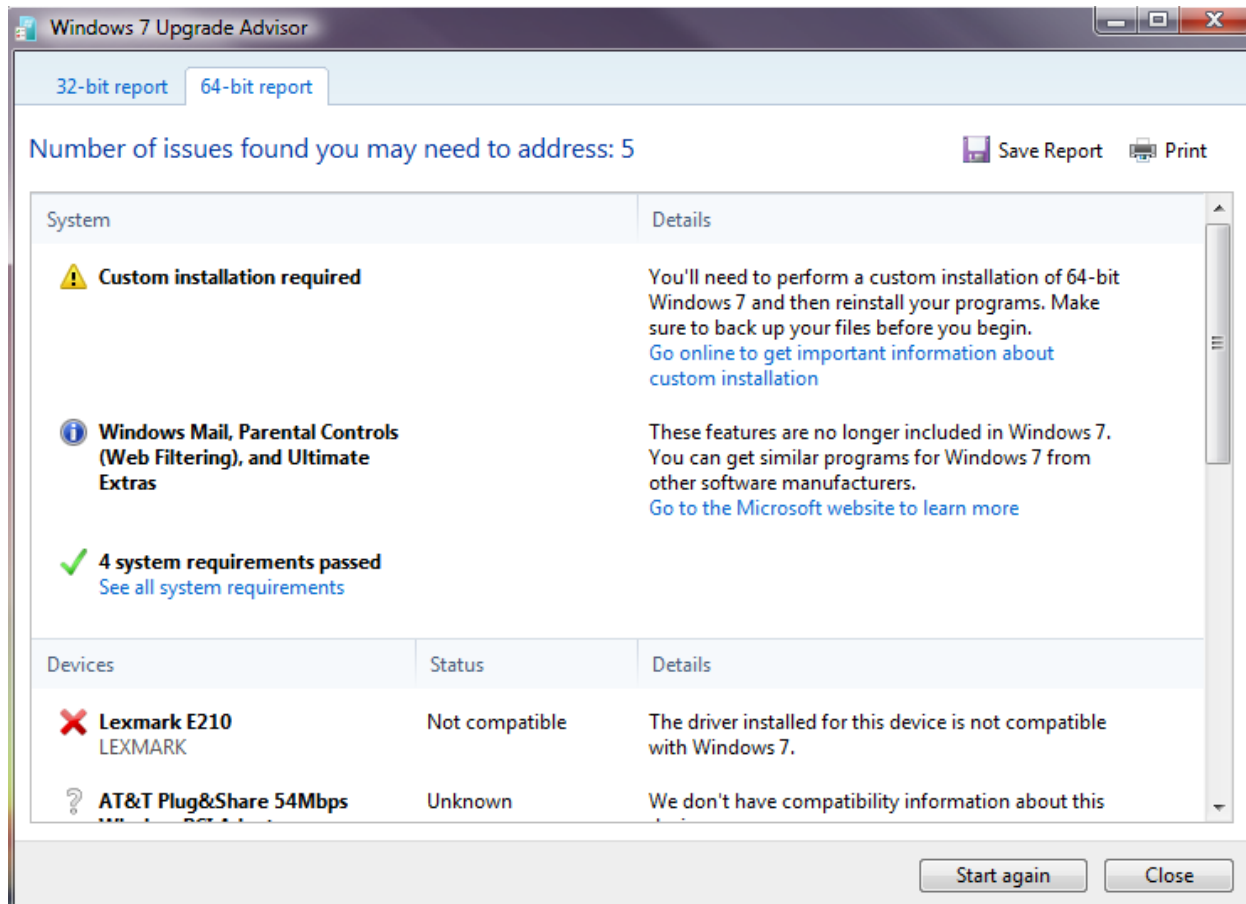 Windows 7 Upgrade Advisor
32-bit report
64-bit report
Number of issues found you may need to address: 5
Save Report
Print
System
Details
Custom installation required
You'll need to perform a custom installation of 64-bit
Windows 7 and then reinstall your programs. Make
sure to back up your files before you begin.
Go online to get important information about
custom installation
Windows Mail, Parental Controls
(Web Filtering), and Ultimate
Extras
These features are no longer included in Windows 7.
You can get similar programs for Windows 7 from
other software manufacturers.
Go to the Microsoft website to learn more
4 system requirements passed
See all system requirements
Devices
Status
Details
Lexmark E210
LEXMARK
Not compatible
The driver installed for this device is not compatible
with Windows 7.
AT&T Plug&Share 54Mbps
Unknown
We don't have compatibility information about this
Start again
Close